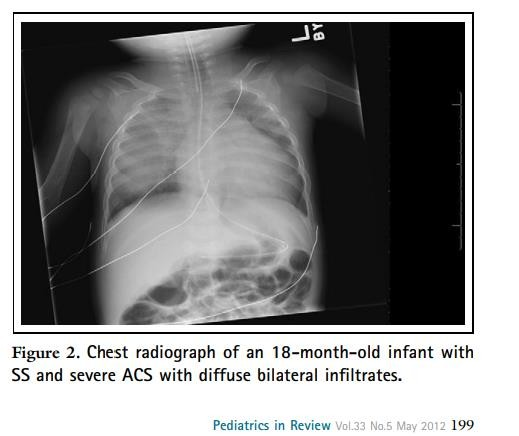 L
BY
Figure 2. Chest radiograph of an 18-month-old infant with
SS and severe ACS with diffuse bilateral infiltrates.
Pediatrics in Review Vol.33 No.5 May 2012 199